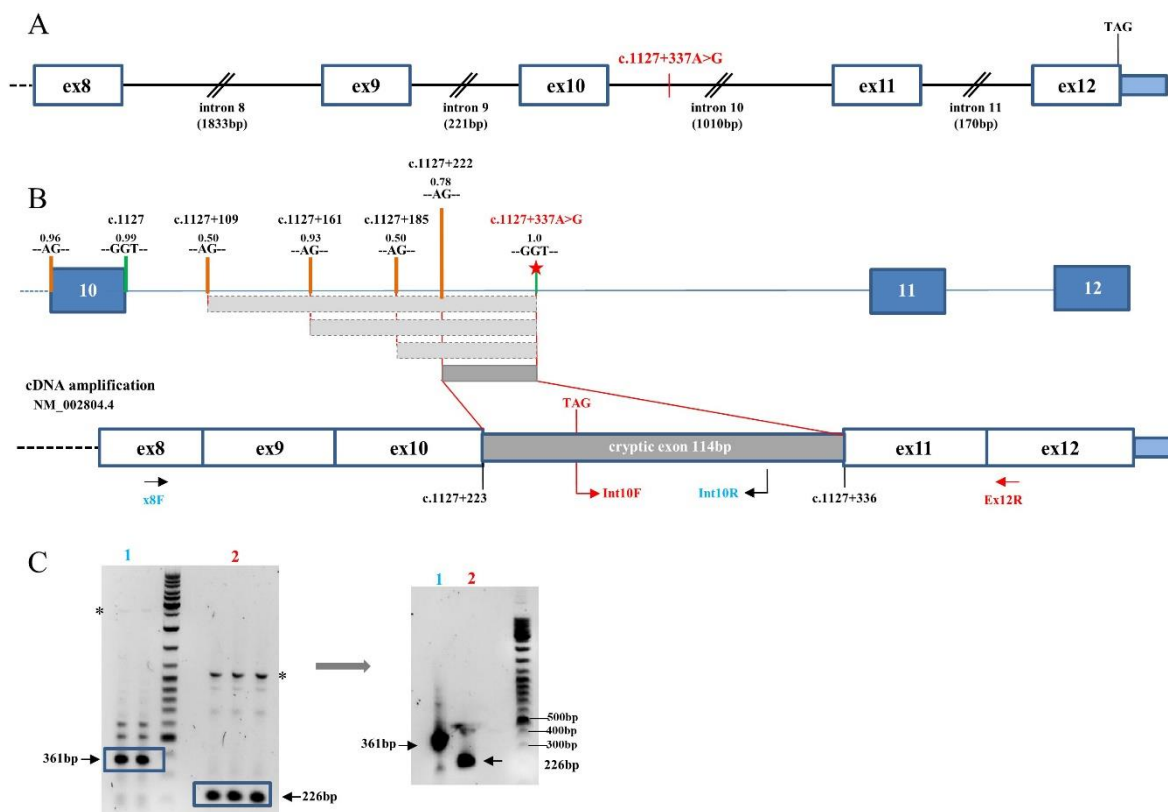 A
TAG
c.1127+337A>G
ex8
ex9
ex10
ex11
ex12
intron 8
(1833bp)
intron 9
(221bp)
intron 10
(1010bp)
intron 11
(170bp)
B
c.1127+222
0.78
--AG--
c.1127
c.1127+109
c.1127+161
c.1127+185
c.1127+337A>G
0.96
--AG--
0.99
--GGT--
0.50
--AG--
0.93
--AG--
0.50
--AG--
1.0
--GGT--
10
11
12
cDNA amplification
NM_002804.4
TAG
ex8
ex9
ex10
cryptic exon 114bp
ex11
ex12
x8F
c.1127+223
Int10F
Int10R
c.1127+336
Ex12R
C
1
2
*
*
361bp
226bp
1
2
500bp
400bp
300bp
361bp
226bp